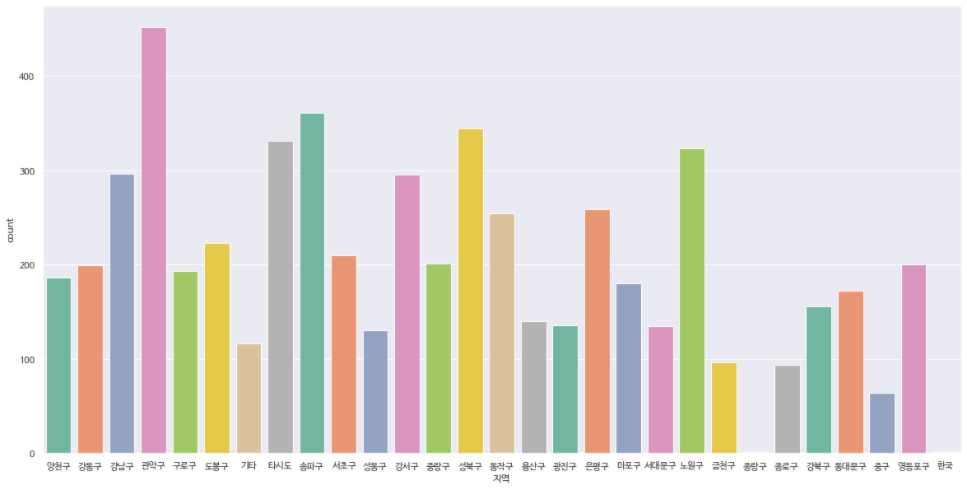 400
300
200
100
0
count
양천구 강동구 강남구 관악구 구로구 도봉구 기타 타시도 송파구 서초구 성동구 강서구 중랑구 성북구 동작구 용산구 광진구 은평구 마포구 서대문구 노원구 금천구 종랑구 종로구 강북구 동대문구 중구 영등포구 한국
지역